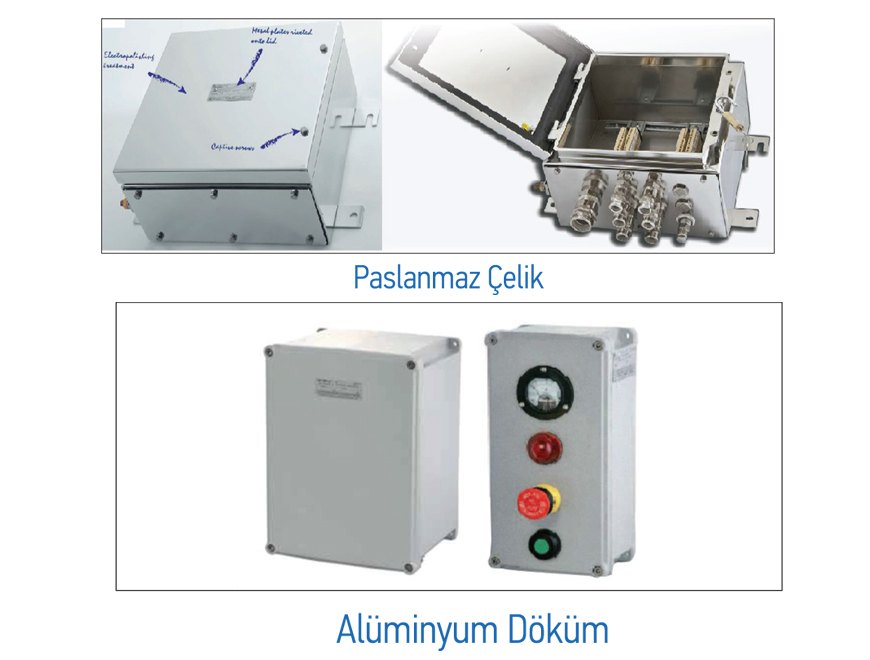 Metal plates riveted
onto lid
Electropolishing
treatment
Captive screws
Paslanmaz Çelik
Alüminyum Döküm